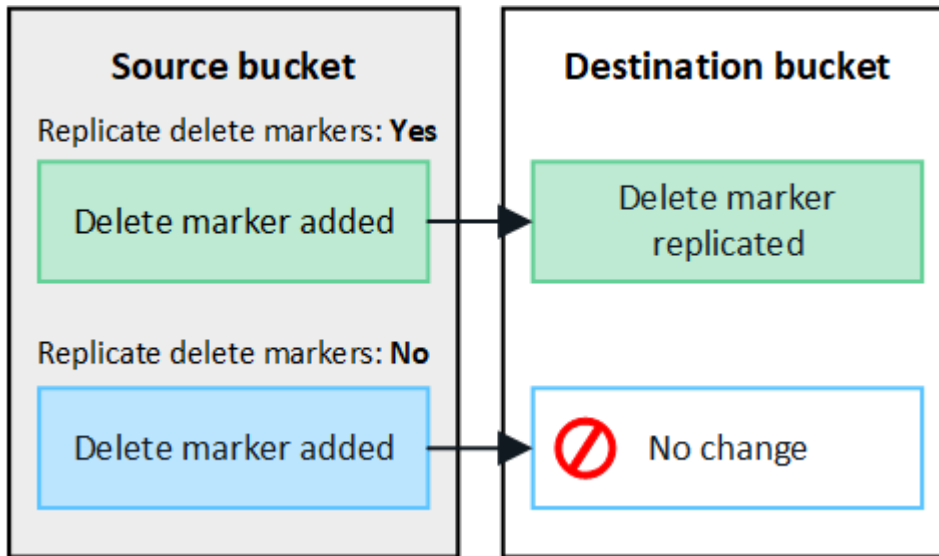 Source bucket
Destination bucket
Replicate delete markers: Yes
Delete marker added
Delete marker
replicated
Replicate delete markers: No
Delete marker added
No change